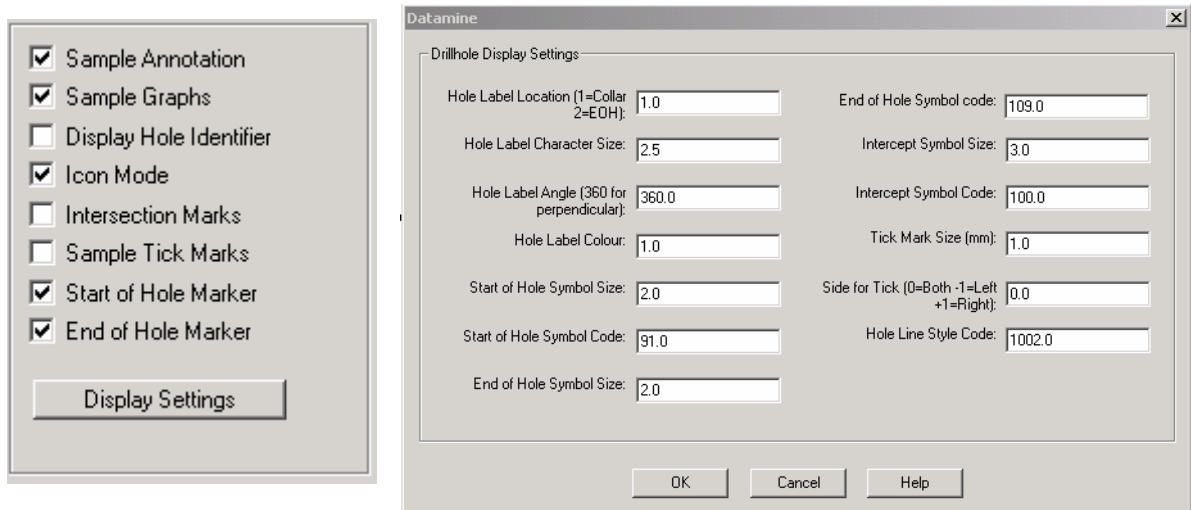 Sample Annotation
Sample Graphs
Display Hole Identifier
Icon Mode
Intersection Marks
Sample Tick Marks
Start of Hole Marker
End of Hole Marker
Display Settings
Datamine
Drillhole Display Settings
Hole Label Location (1=Collar
2=EOH): 1.0
Hole Label Character Size: 2.5
Hole Label Angle (360 for
perpendicular): 360.0
Hole Label Colour: 1.0
Start of Hole Symbol Size: 2.0
Start of Hole Symbol Code: 91.0
End of Hole Symbol Size: 2.0
End of Hole Symbol code: 109.0
Intercept Symbol Size: 3.0
Intercept Symbol Code: 100.0
Tick Mark Size (mm): 1.0
Side for Tick (0=Both -1=Left
+1=Right): 0.0
Hole Line Style Code: 1002.0
OK Cancel Help